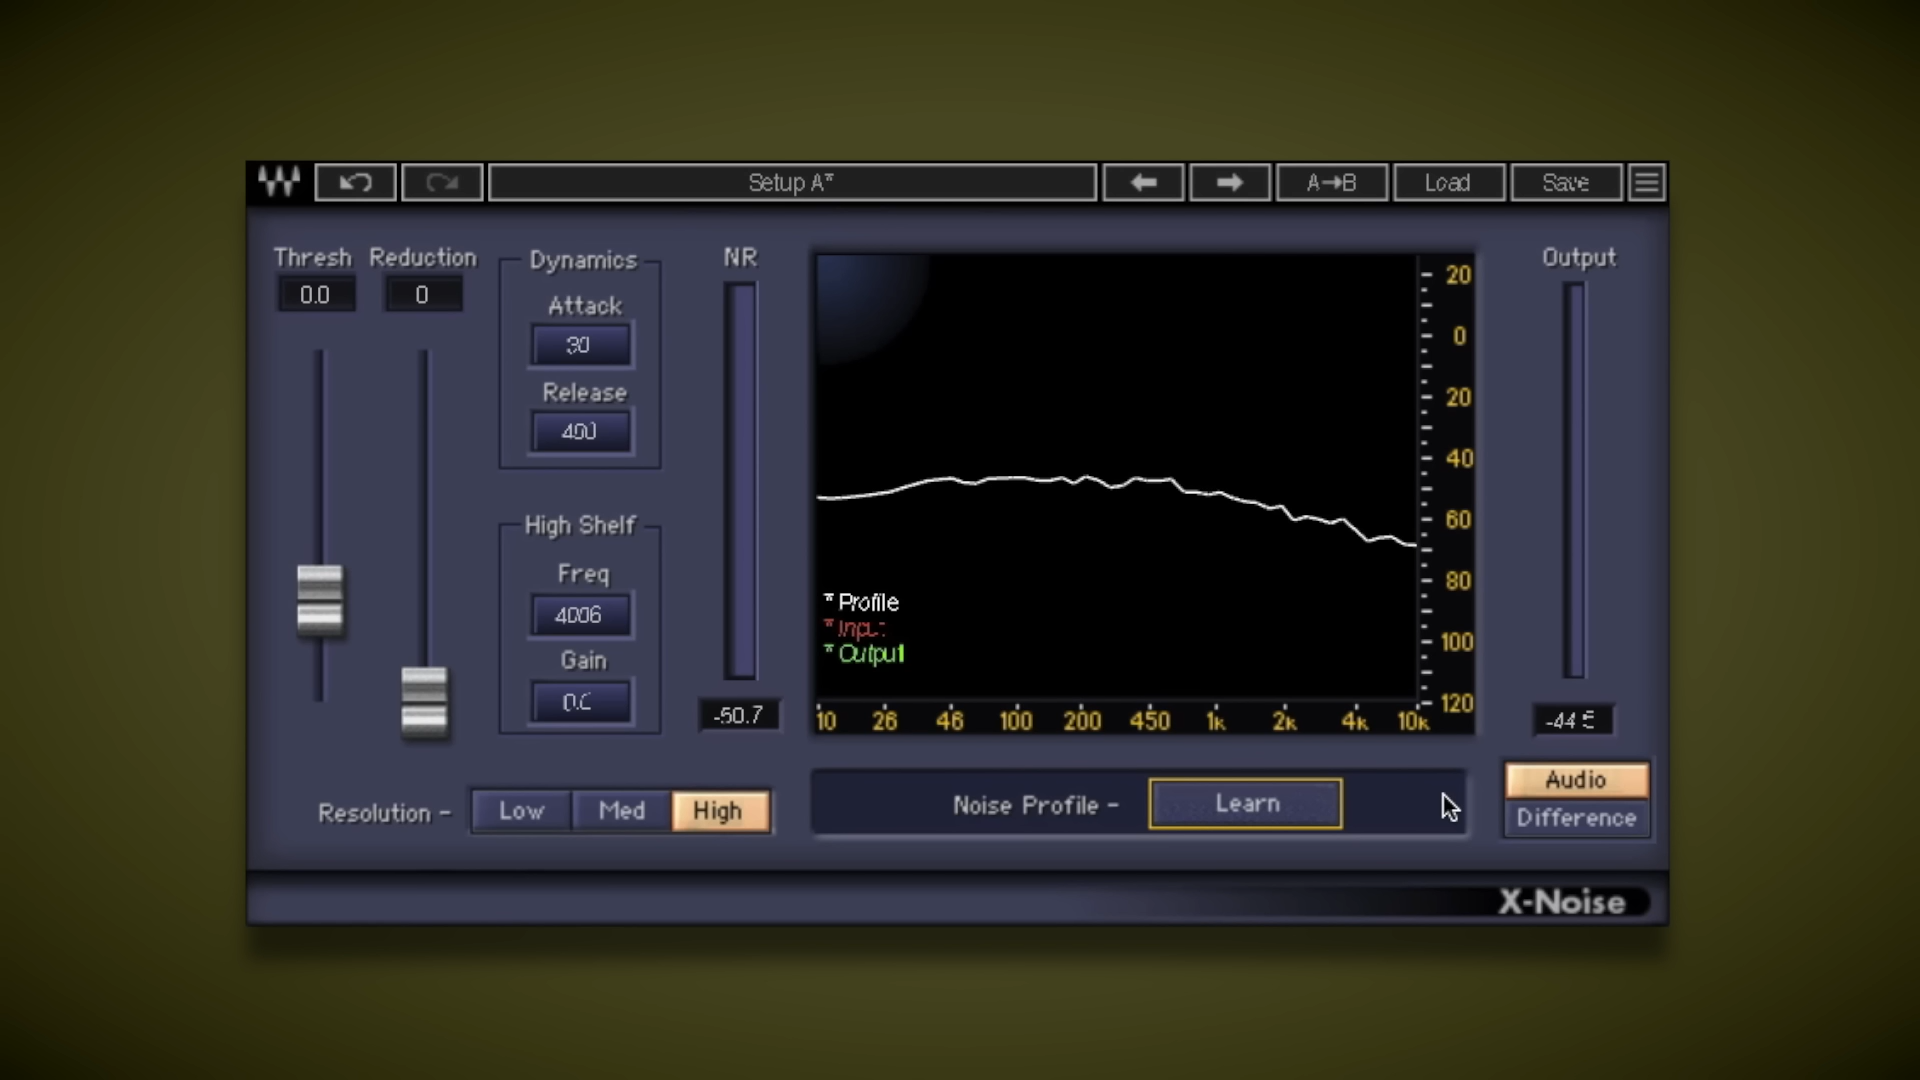 Setup A*
A→B
Load
Save
Thresh
Reduction
0.0
0
Dynamics
Attack
30
Release
400
High Shelf
Freq
4006
Gain
NR
-50.7
20
0
20
40
60
80
100
120
* Profile
* Input
* Output
10 26 46 100 200 450 1k 2k 4k 10k
Output
Resolution -
Low
Med
High
Noise Profile -
Learn
Audio
Difference
X-Noise